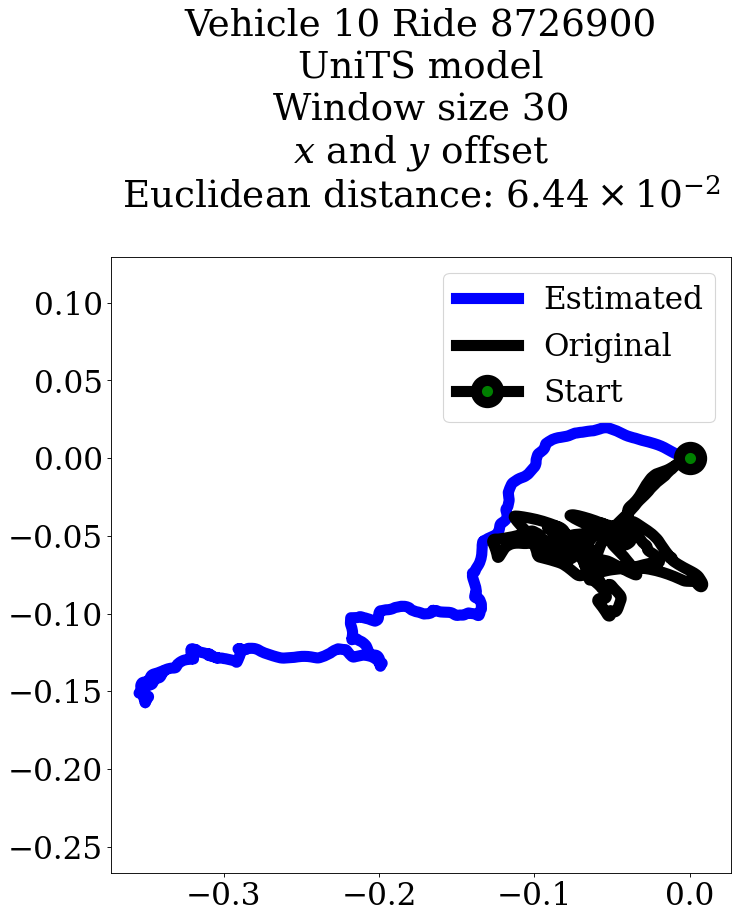 Vehicle 10 Ride 8726900
UniTS model
Window size 30
x and y offset
Euclidean distance: 6.44 × 10⁻²
Estimated
Original
Start
0.10
0.05
0.00
−0.05
−0.10
−0.15
−0.20
−0.25
−0.3 −0.2 −0.1 0.0